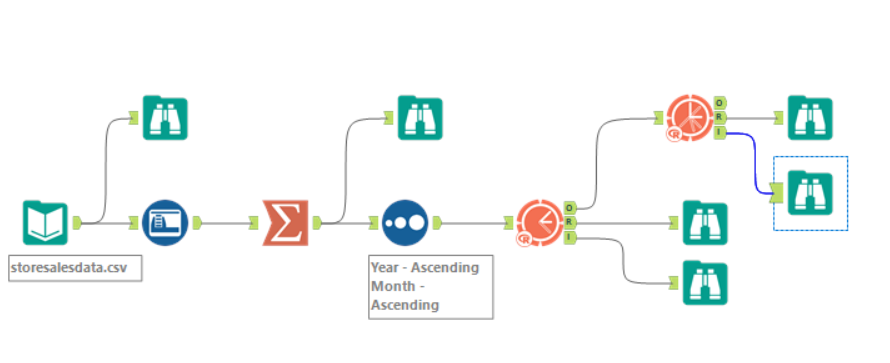 O
R
I
O
R
I
R
R
storesalesdata.csv
Year - Ascending
Month -
Ascending